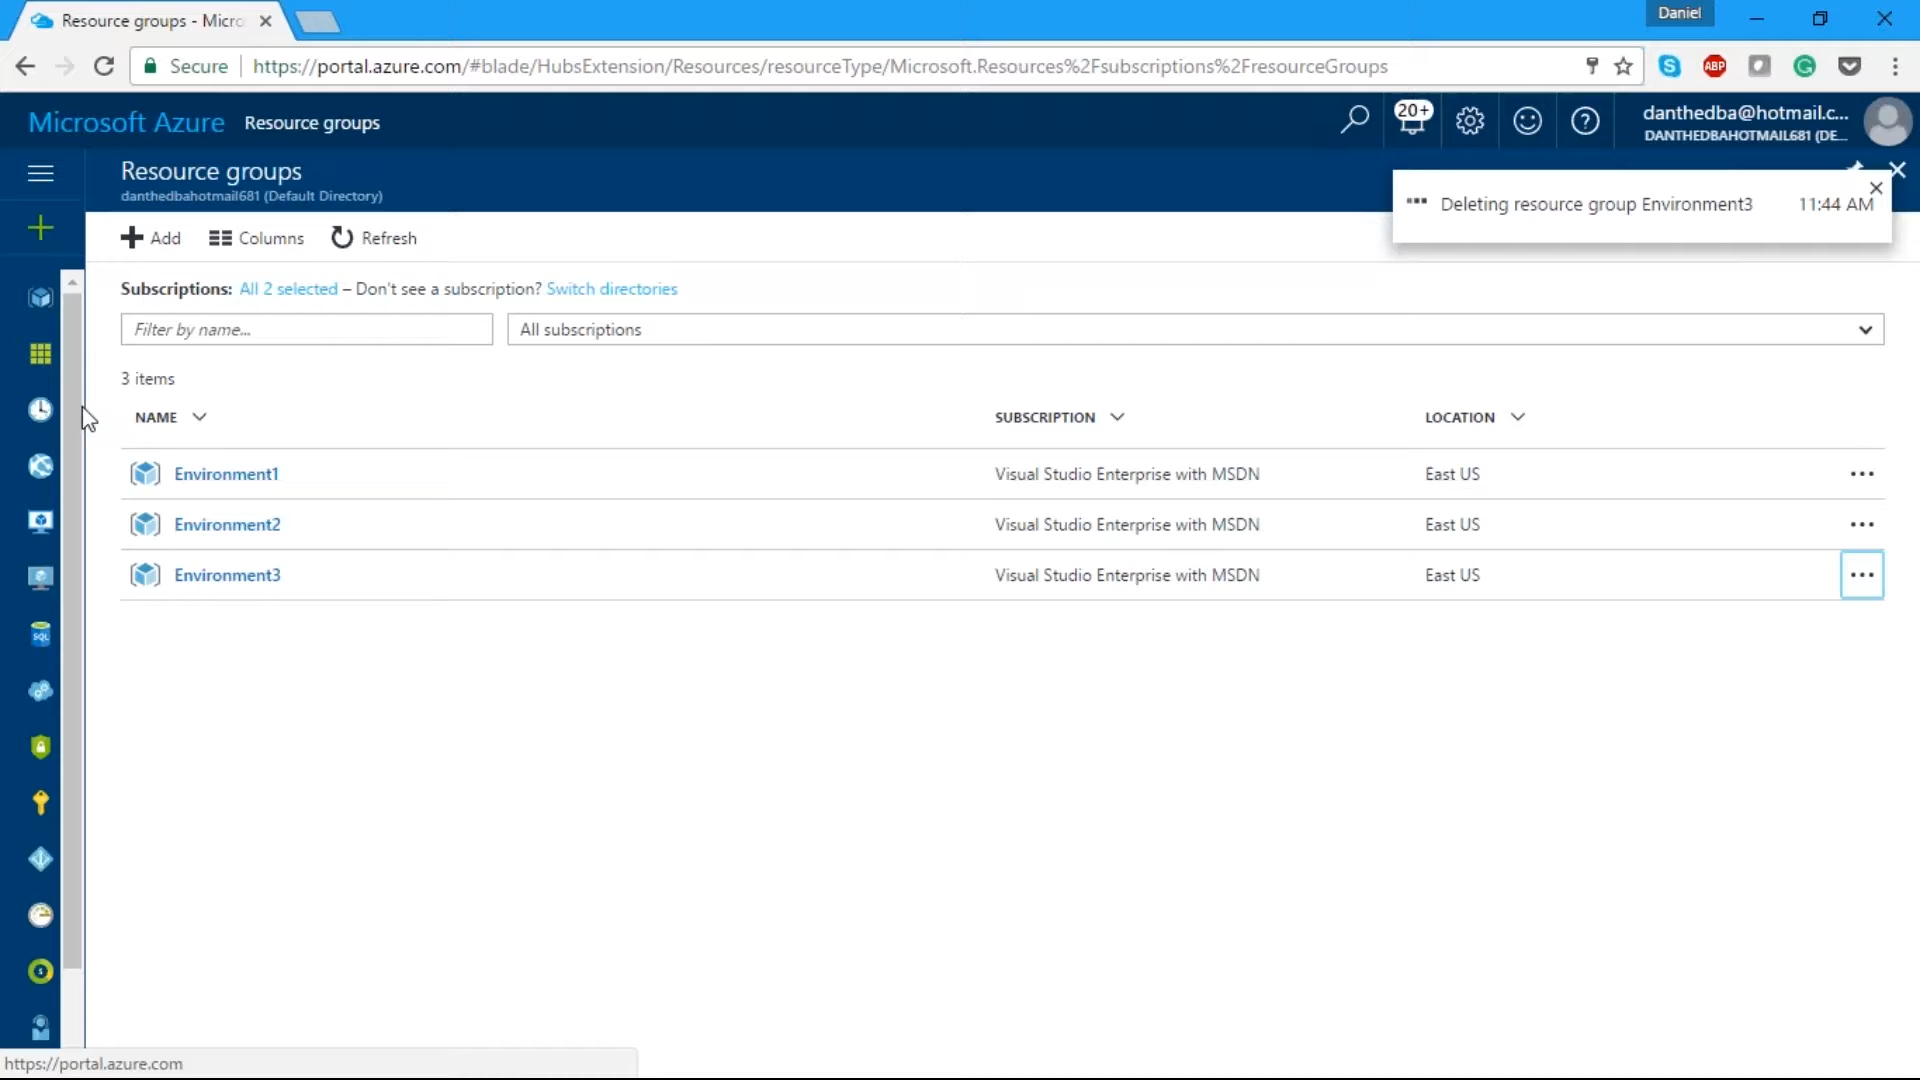 Resource groups - Micro
Daniel
Secure
https://portal.azure.com/#blade/HubsExtension/Resources/resourceType/Microsoft.Resources%2Fsubscriptions%2FresourceGroups
ABP
Microsoft Azure Resource groups
20+
danthedba@hotmail.c...
DANTHEDBAHOTMAIL681 (DE...
Resource groups
danthedbahotmail681 (Default Directory)
Deleting resource group Environment3 11:44 AM
Add Columns Refresh
Subscriptions: All 2 selected – Don't see a subscription? Switch directories
Filter by name... All subscriptions
3 items
NAME SUBSCRIPTION LOCATION
Environment1 Visual Studio Enterprise with MSDN East US
Environment2 Visual Studio Enterprise with MSDN East US
Environment3 Visual Studio Enterprise with MSDN East US
SQL
https://portal.azure.com